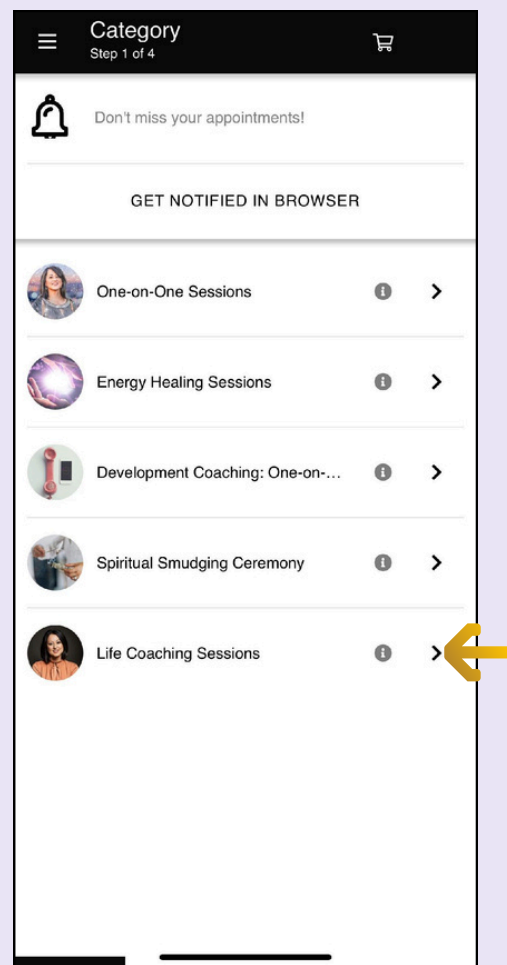 Category
Step 1 of 4
Don't miss your appointments!
GET NOTIFIED IN BROWSER
One-on-One Sessions
Energy Healing Sessions
Development Coaching: One-on-...
Spiritual Smudging Ceremony
Life Coaching Sessions